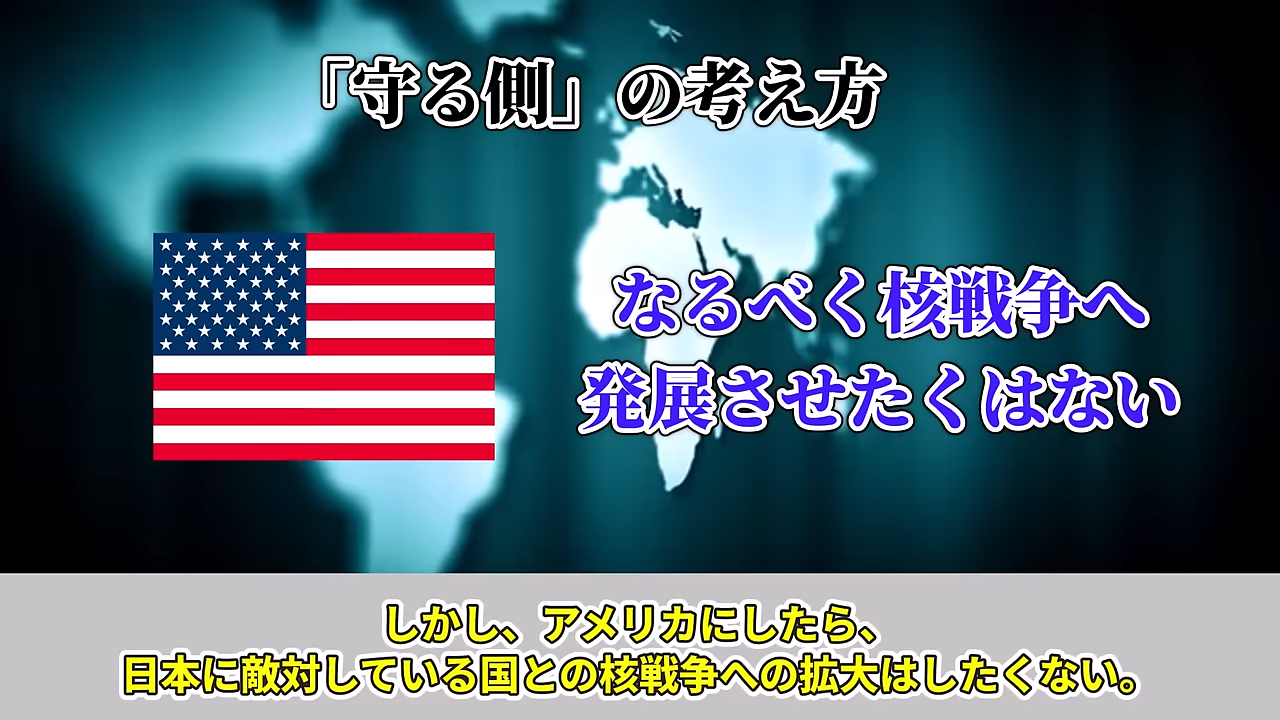 「守る側」の考え方
なるべく核戦争へ
発展させたくはない
しかし、アメリカにしたら、
日本に敵対している国との核戦争への拡大はしたくない。